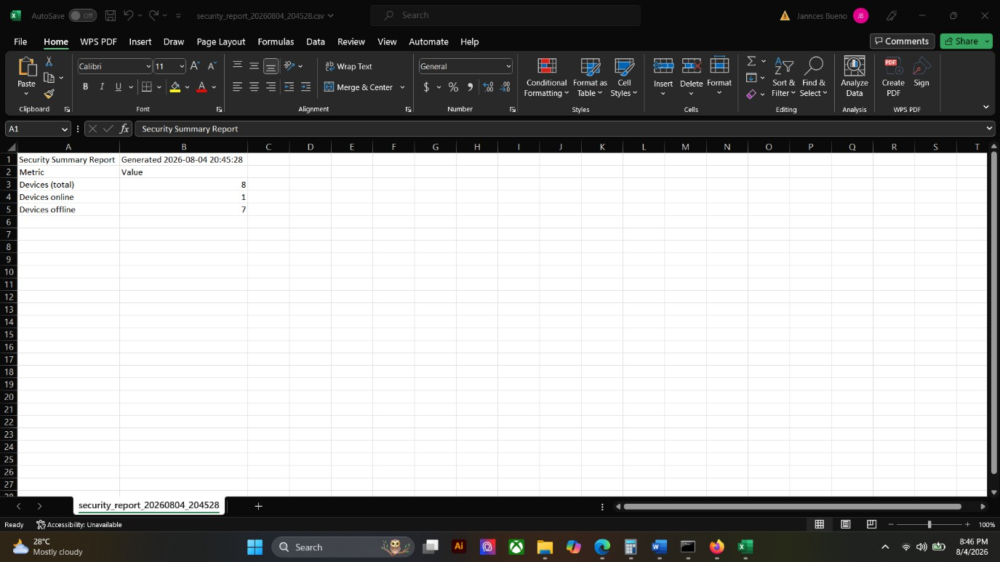 AutoSave Off security_report_20260804_204528.csv Search Jannces Bueno JB
File Home WPS PDF Insert Draw Page Layout Formulas Data Review View Automate Help Comments Share
Paste Calibri 11 Wrap Text General Conditional Formatting Format as Table Cell Styles Insert Delete Format Sort & Filter Find & Select Analyze Data Create PDF Sign
B I U Merge & Center $ %
Clipboard Font Alignment Number Styles Cells Editing Analysis WPS PDF
A1 fx Security Summary Report
A B C D E F G H I J K L M N O P Q R S T
1 Security Summary Report Generated 2026-08-04 20:45:28
2 Metric Value
3 Devices (total) 8
4 Devices online 1
5 Devices offline 7
6
7
8
9
10
11
12
13
14
15
16
17
18
19
20
21
22
23
24
25
26
27
28
security_report_20260804_204528
Ready Accessibility: Unavailable 100%
28°C
Mostly cloudy
Search
Ai
8:46 PM
8/4/2026